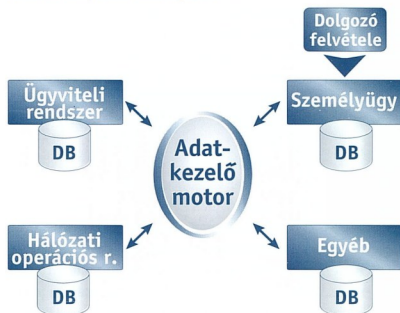 Dolgozó
felvétele
Ügyviteli
rendszer
DB
Személyügy
DB
Adat-
kezelő
motor
Hálózati
operációs r.
DB
Egyéb
DB